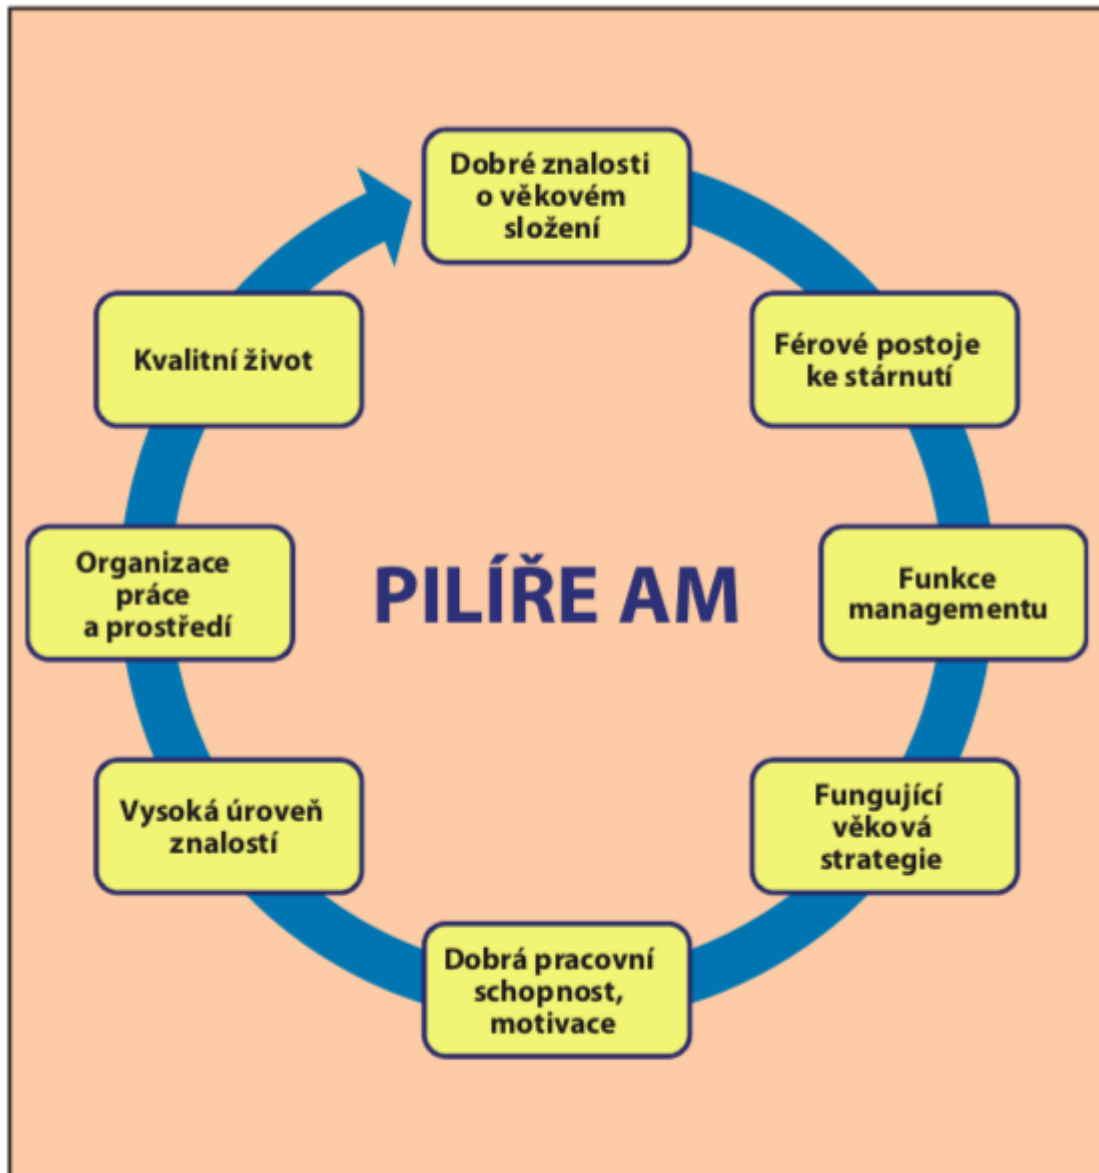 Dobré znalosti
o věkovém
složení
Férové postoje
ke stárnutí
Funkce
managementu
Fungující
věková
strategie
Dobrá pracovní
schopnost,
motivace
Vysoká úroveň
znalostí
Organizace
práce
a prostředí
Kvalitní život
PILÍŘE AM